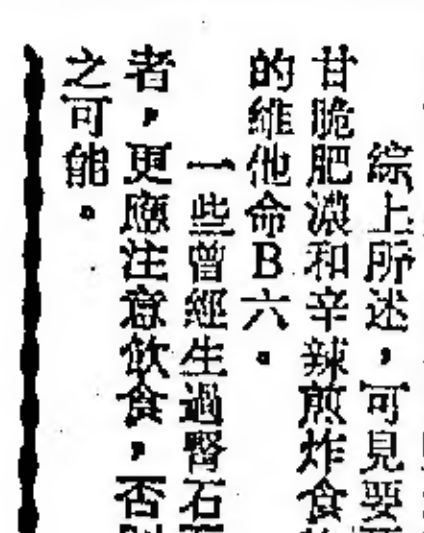 綜上所述，可見要
甘脆肥濃和辛辣煎炸食
的維他命B六。
一些曾經生過腎石
者，更應注意飲食，否
之可能。